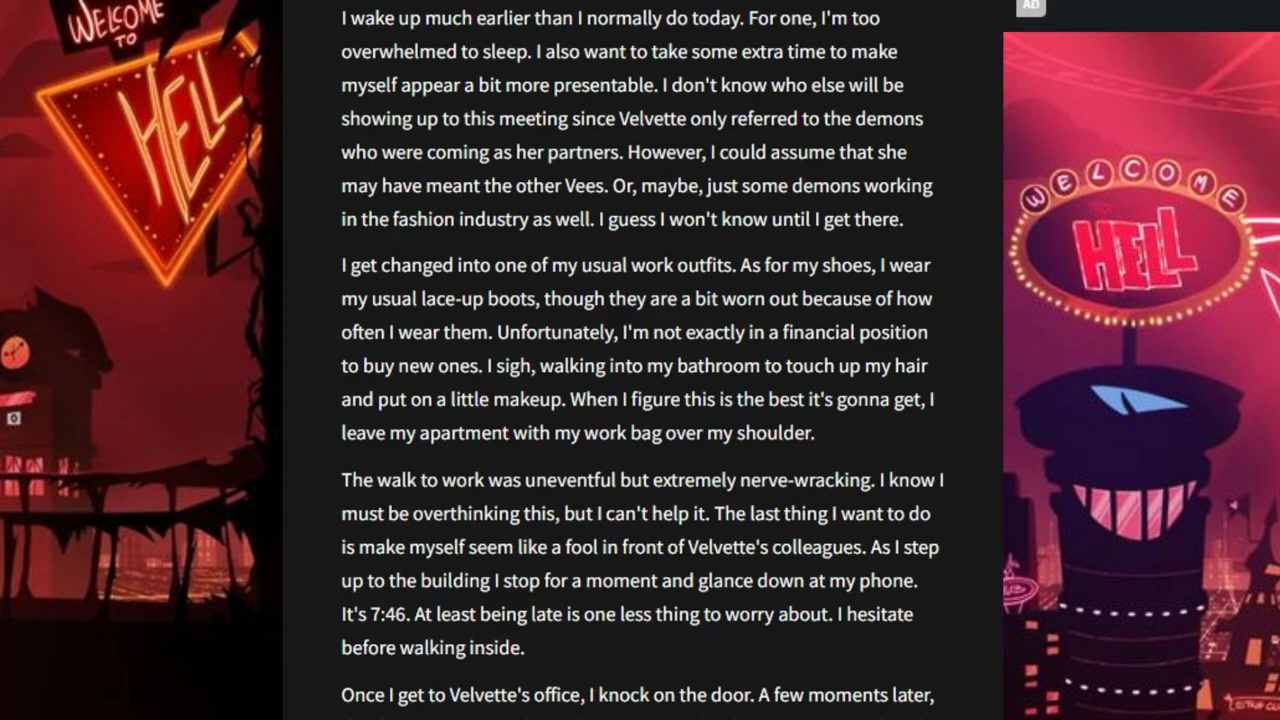 WELCOME
TO
HELL
AD
WELCOME
TO
HELL
I wake up much earlier than I normally do today. For one, I'm too
overwhelmed to sleep. I also want to take some extra time to make
myself appear a bit more presentable. I don't know who else will be
showing up to this meeting since Velvette only referred to the demons
who were coming as her partners. However, I could assume that she
may have meant the other Vees. Or, maybe, just some demons working
in the fashion industry as well. I guess I won't know until I get there.
I get changed into one of my usual work outfits. As for my shoes, I wear
my usual lace-up boots, though they are a bit worn out because of how
often I wear them. Unfortunately, I'm not exactly in a financial position
to buy new ones. I sigh, walking into my bathroom to touch up my hair
and put on a little makeup. When I figure this is the best it's gonna get, I
leave my apartment with my work bag over my shoulder.
The walk to work was uneventful but extremely nerve-wracking. I know I
must be overthinking this, but I can't help it. The last thing I want to do
is make myself seem like a fool in front of Velvette's colleagues. As I step
up to the building I stop for a moment and glance down at my phone.
It's 7:46. At least being late is one less thing to worry about. I hesitate
before walking inside.
Once I get to Velvette's office, I knock on the door. A few moments later,